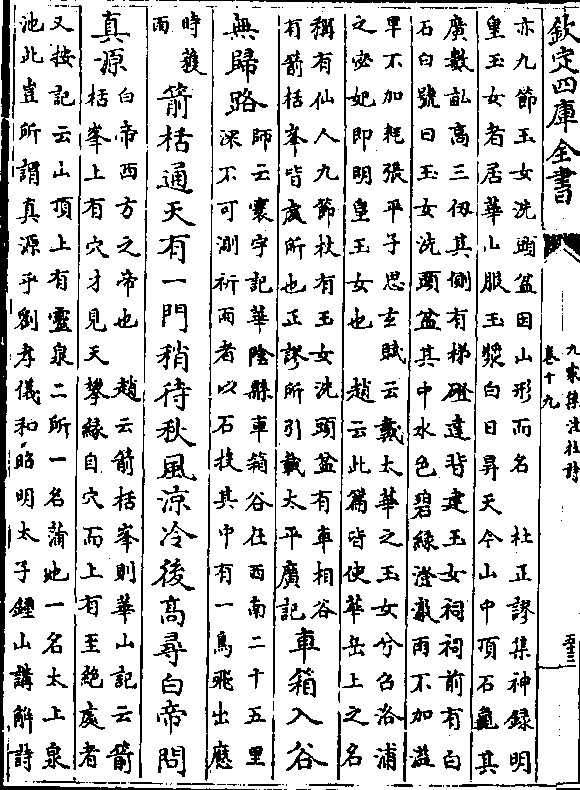 欽定四庫全書
九家集注杜詩
卷十九
亦九節玉女洗頭盆因山形而名　杜正謬集神録明
皇玉女者居華山服玉漿白日昇天今山中頂石龜其
廣數畝高三仞其側有梯磴達背建玉女祠祠前有白
石臼號曰玉女洗頭盆其中水色碧緑澄澈雨不加溢
旱不加耗張平子思玄賦云載太華之玉女兮召洛浦
之宓妃即明皇玉女也　趙云此篇皆使華岳上之名
稱有仙人九節杖有玉女洗頭盆有車相谷
有箭栝峯皆處所也正謬所引載太平廣記
車箱入谷
無歸路
師云寰宇記華隂縣車箱谷在西南二十五里
深不可測祈雨者以石投其中有一鳥飛出應
時獲
雨
箭栝通天有一門稍待秋風涼冷後高尋白帝問
真源
白帝西方之帝也　趙云箭栝峯則華山記云箭
栝峯上有穴才見天攀縁自穴而上有至絶處者
又按記云山頂上有靈泉二所一名蒲池一名太上泉
池此豈所謂真源乎劉孝儀和昭明太子鍾山講解詩